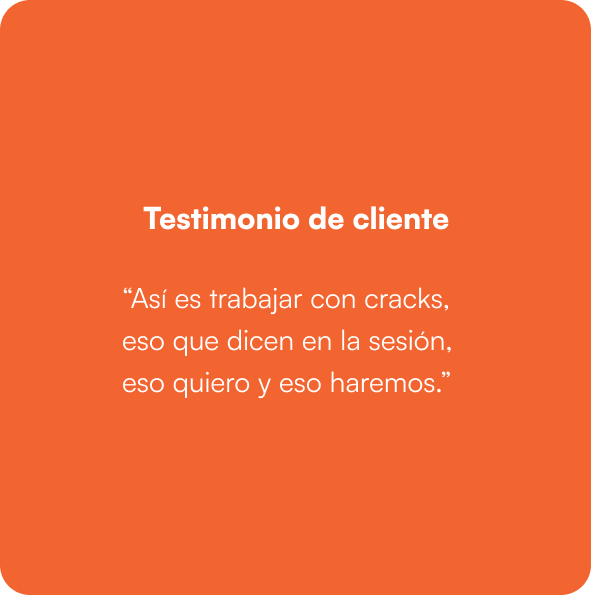 Testimonio de cliente
“Así es trabajar con cracks,
eso que dicen en la sesión,
eso quiero y eso haremos.”